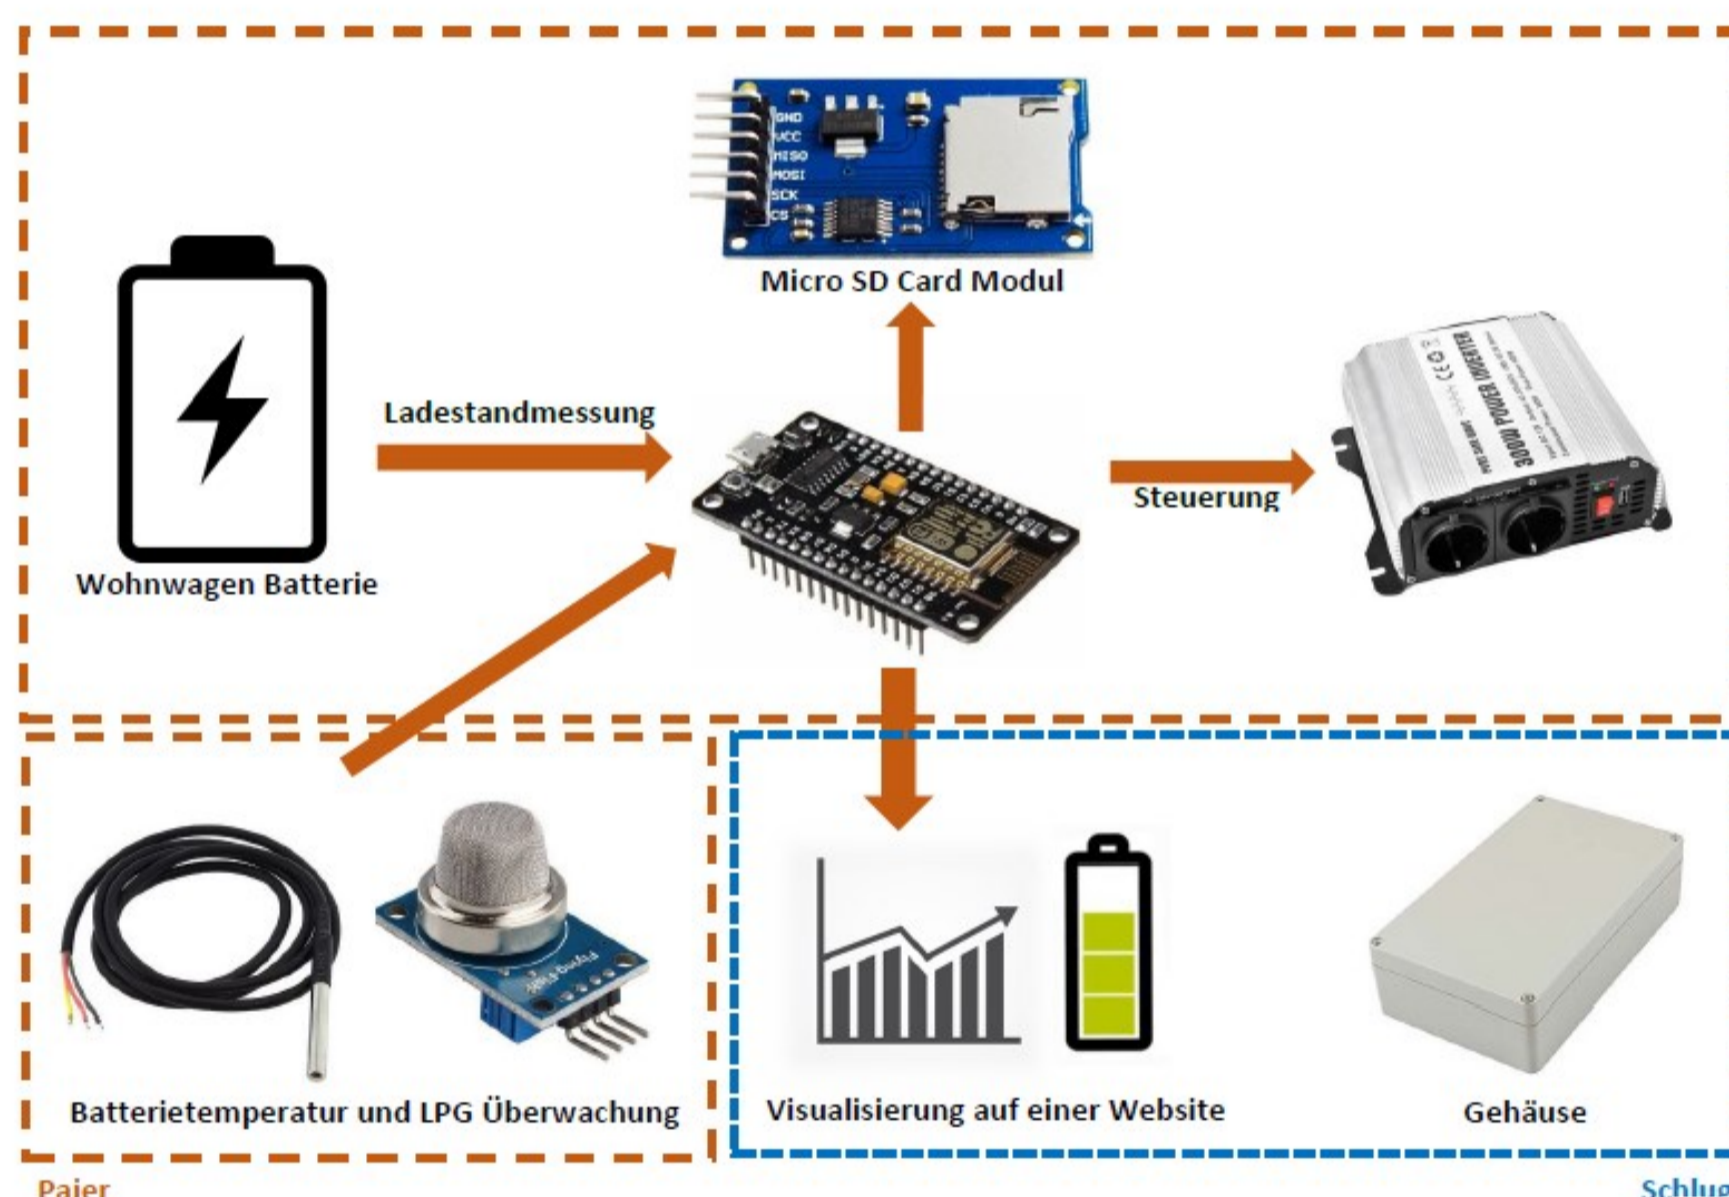 GND
VCC
MISO
MOSI
SCK
CS
Micro SD Card Modul
Ladestandmessung
300W POWER INVERTER
Steuerung
Wohnwagen Batterie
Batterietemperatur und LPG Überwachung
Visualisierung auf einer Website
Gehäuse
Paier
Schlug